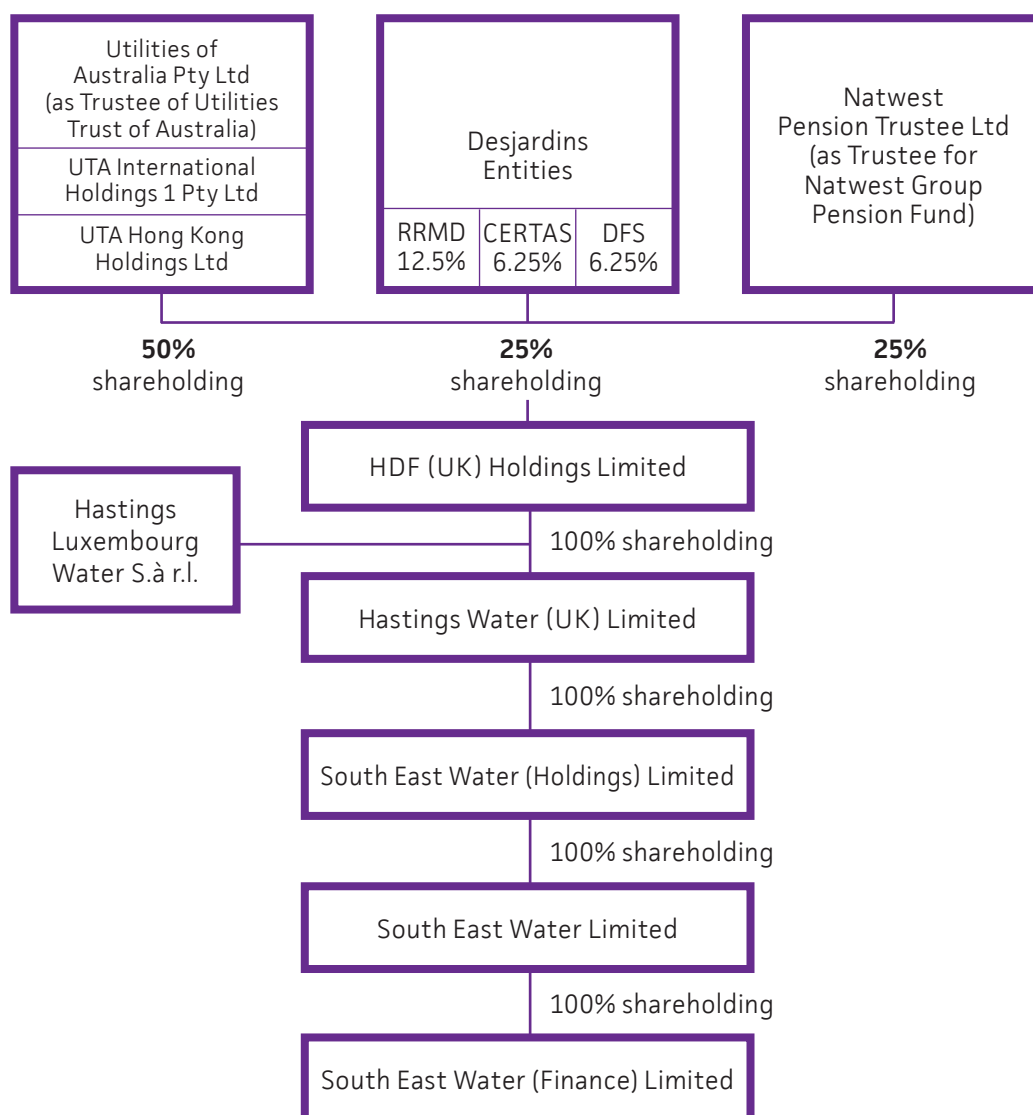 Utilities of
Australia Pty Ltd
(as Trustee of Utilities
Trust of Australia)
UTA International
Holdings 1 Pty Ltd
UTA Hong Kong
Holdings Ltd
Desjardins
Entities
RRMD
12.5%
CERTAS
6.25%
DFS
6.25%
Natwest
Pension Trustee Ltd
(as Trustee for
Natwest Group
Pension Fund)
50%
shareholding
25%
shareholding
25%
shareholding
HDF (UK) Holdings Limited
Hastings
Luxembourg
Water S.à r.l.
100% shareholding
Hastings Water (UK) Limited
100% shareholding
South East Water (Holdings) Limited
100% shareholding
South East Water Limited
100% shareholding
South East Water (Finance) Limited